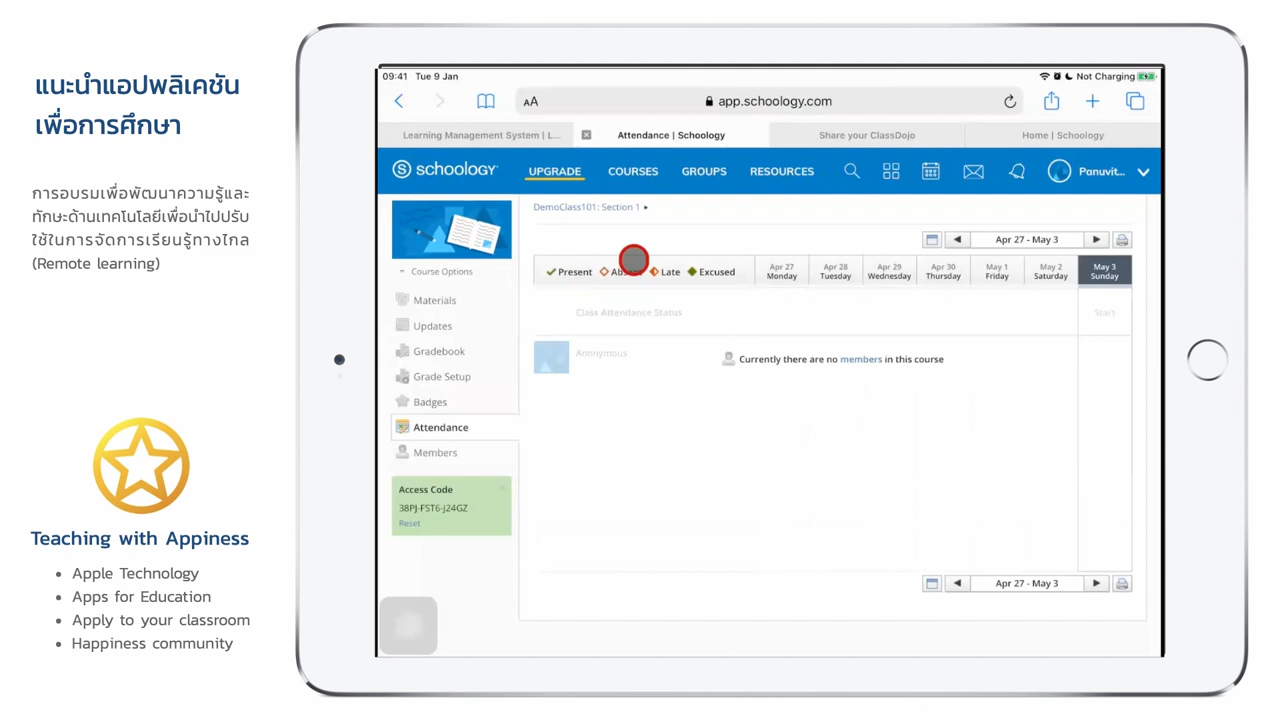 แนะนำแอปพลิเคชัน
เพื่อการศึกษา
การอบรมเพื่อพัฒนาความรู้และ
ทักษะด้านเทคโนโลยีเพื่อนำไปปรับ
ใช้ในการจัดการเรียนรู้ทางไกล
(Remote learning)
Teaching with Appiness
• Apple Technology
• Apps for Education
• Apply to your classroom
• Happiness community
09:41 Tue 9 Jan
Not Charging
AA app.schoology.com
Learning Management System | L...
Attendance | Schoology
Share your ClassDojo
Home | Schoology
S schoology
UPGRADE COURSES GROUPS RESOURCES
Panuvit...
DemoClass101: Section 1
Course Options
Materials
Updates
Gradebook
Grade Setup
Badges
Attendance
Members
Access Code
38PJ-FST6-J24GZ
Reset
Apr 27 - May 3
Present Late Excused
Apr 27 Monday
Apr 28 Tuesday
Apr 29 Wednesday
Apr 30 Thursday
May 1 Friday
May 2 Saturday
May 3 Sunday
Class Attendance Status
Start
Anonymous
Currently there are no members in this course
Apr 27 - May 3